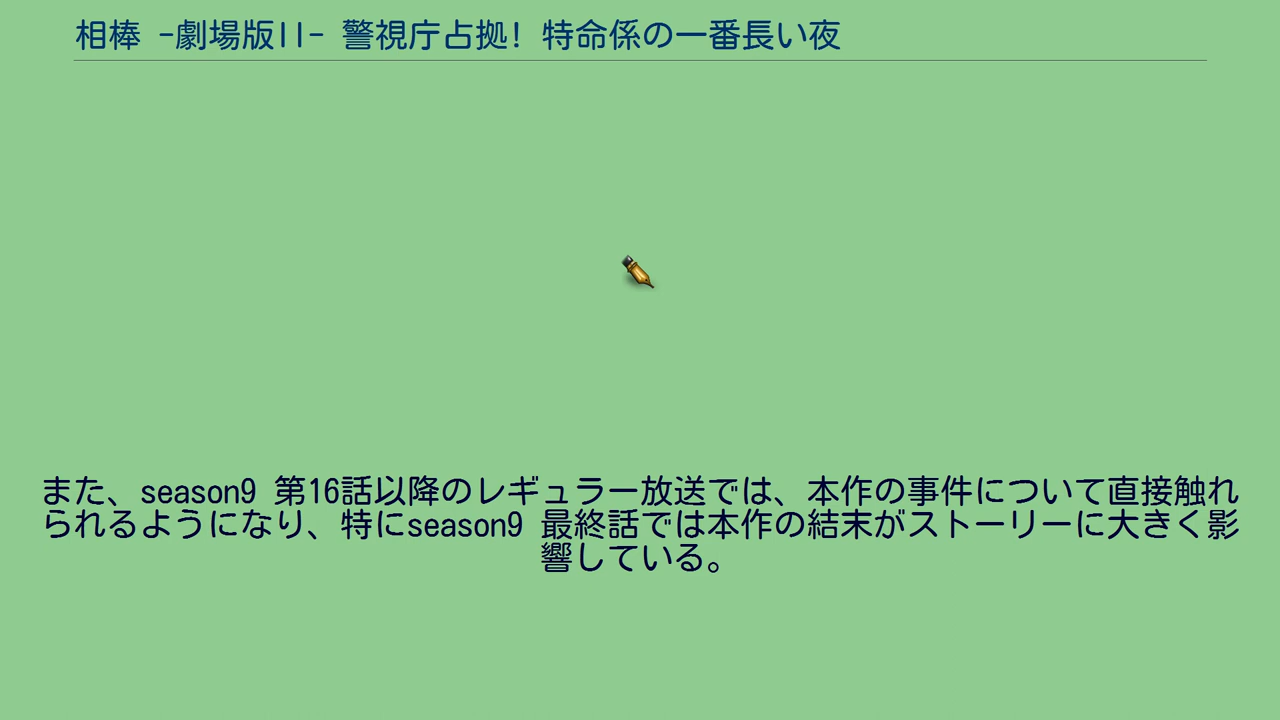 相棒 -劇場版II- 警視庁占拠! 特命係の一番長い夜
また、season9 第16話以降のレギュラー放送では、本作の事件について直接触れ
られるようになり、特にseason9 最終話では本作の結末がストーリーに大きく影
響している。